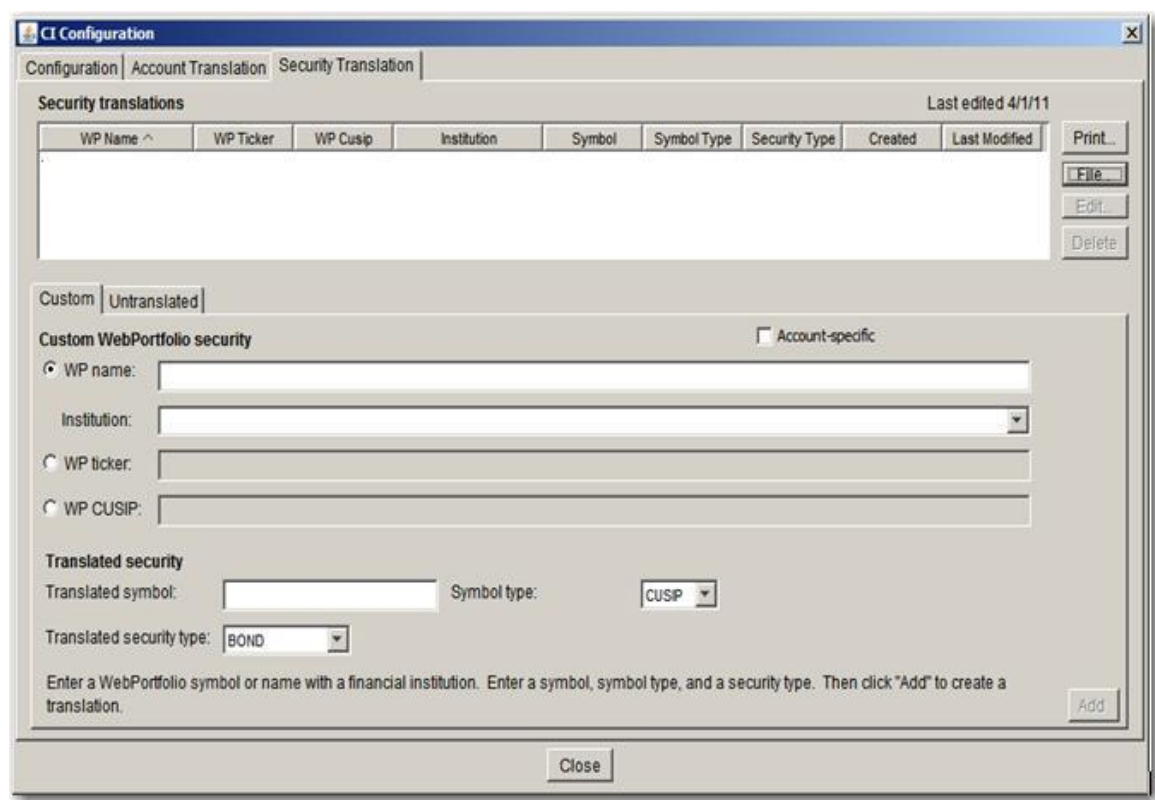 CI Configuration
Configuration Account Translation Security Translation
Security translations Last edited 4/1/11
WP Name WP Ticker WP Cusip Institution Symbol Symbol Type Security Type Created Last Modified Print...
File...
Edit...
Delete
Custom Untranslated
Custom WebPortfolio security Account-specific
WP name:
Institution:
WP ticker:
WP CUSIP:
Translated security
Translated symbol: Symbol type: CUSIP
Translated security type: BOND
Enter a WebPortfolio symbol or name with a financial institution. Enter a symbol, symbol type, and a security type. Then click "Add" to create a
translation.
Add
Close